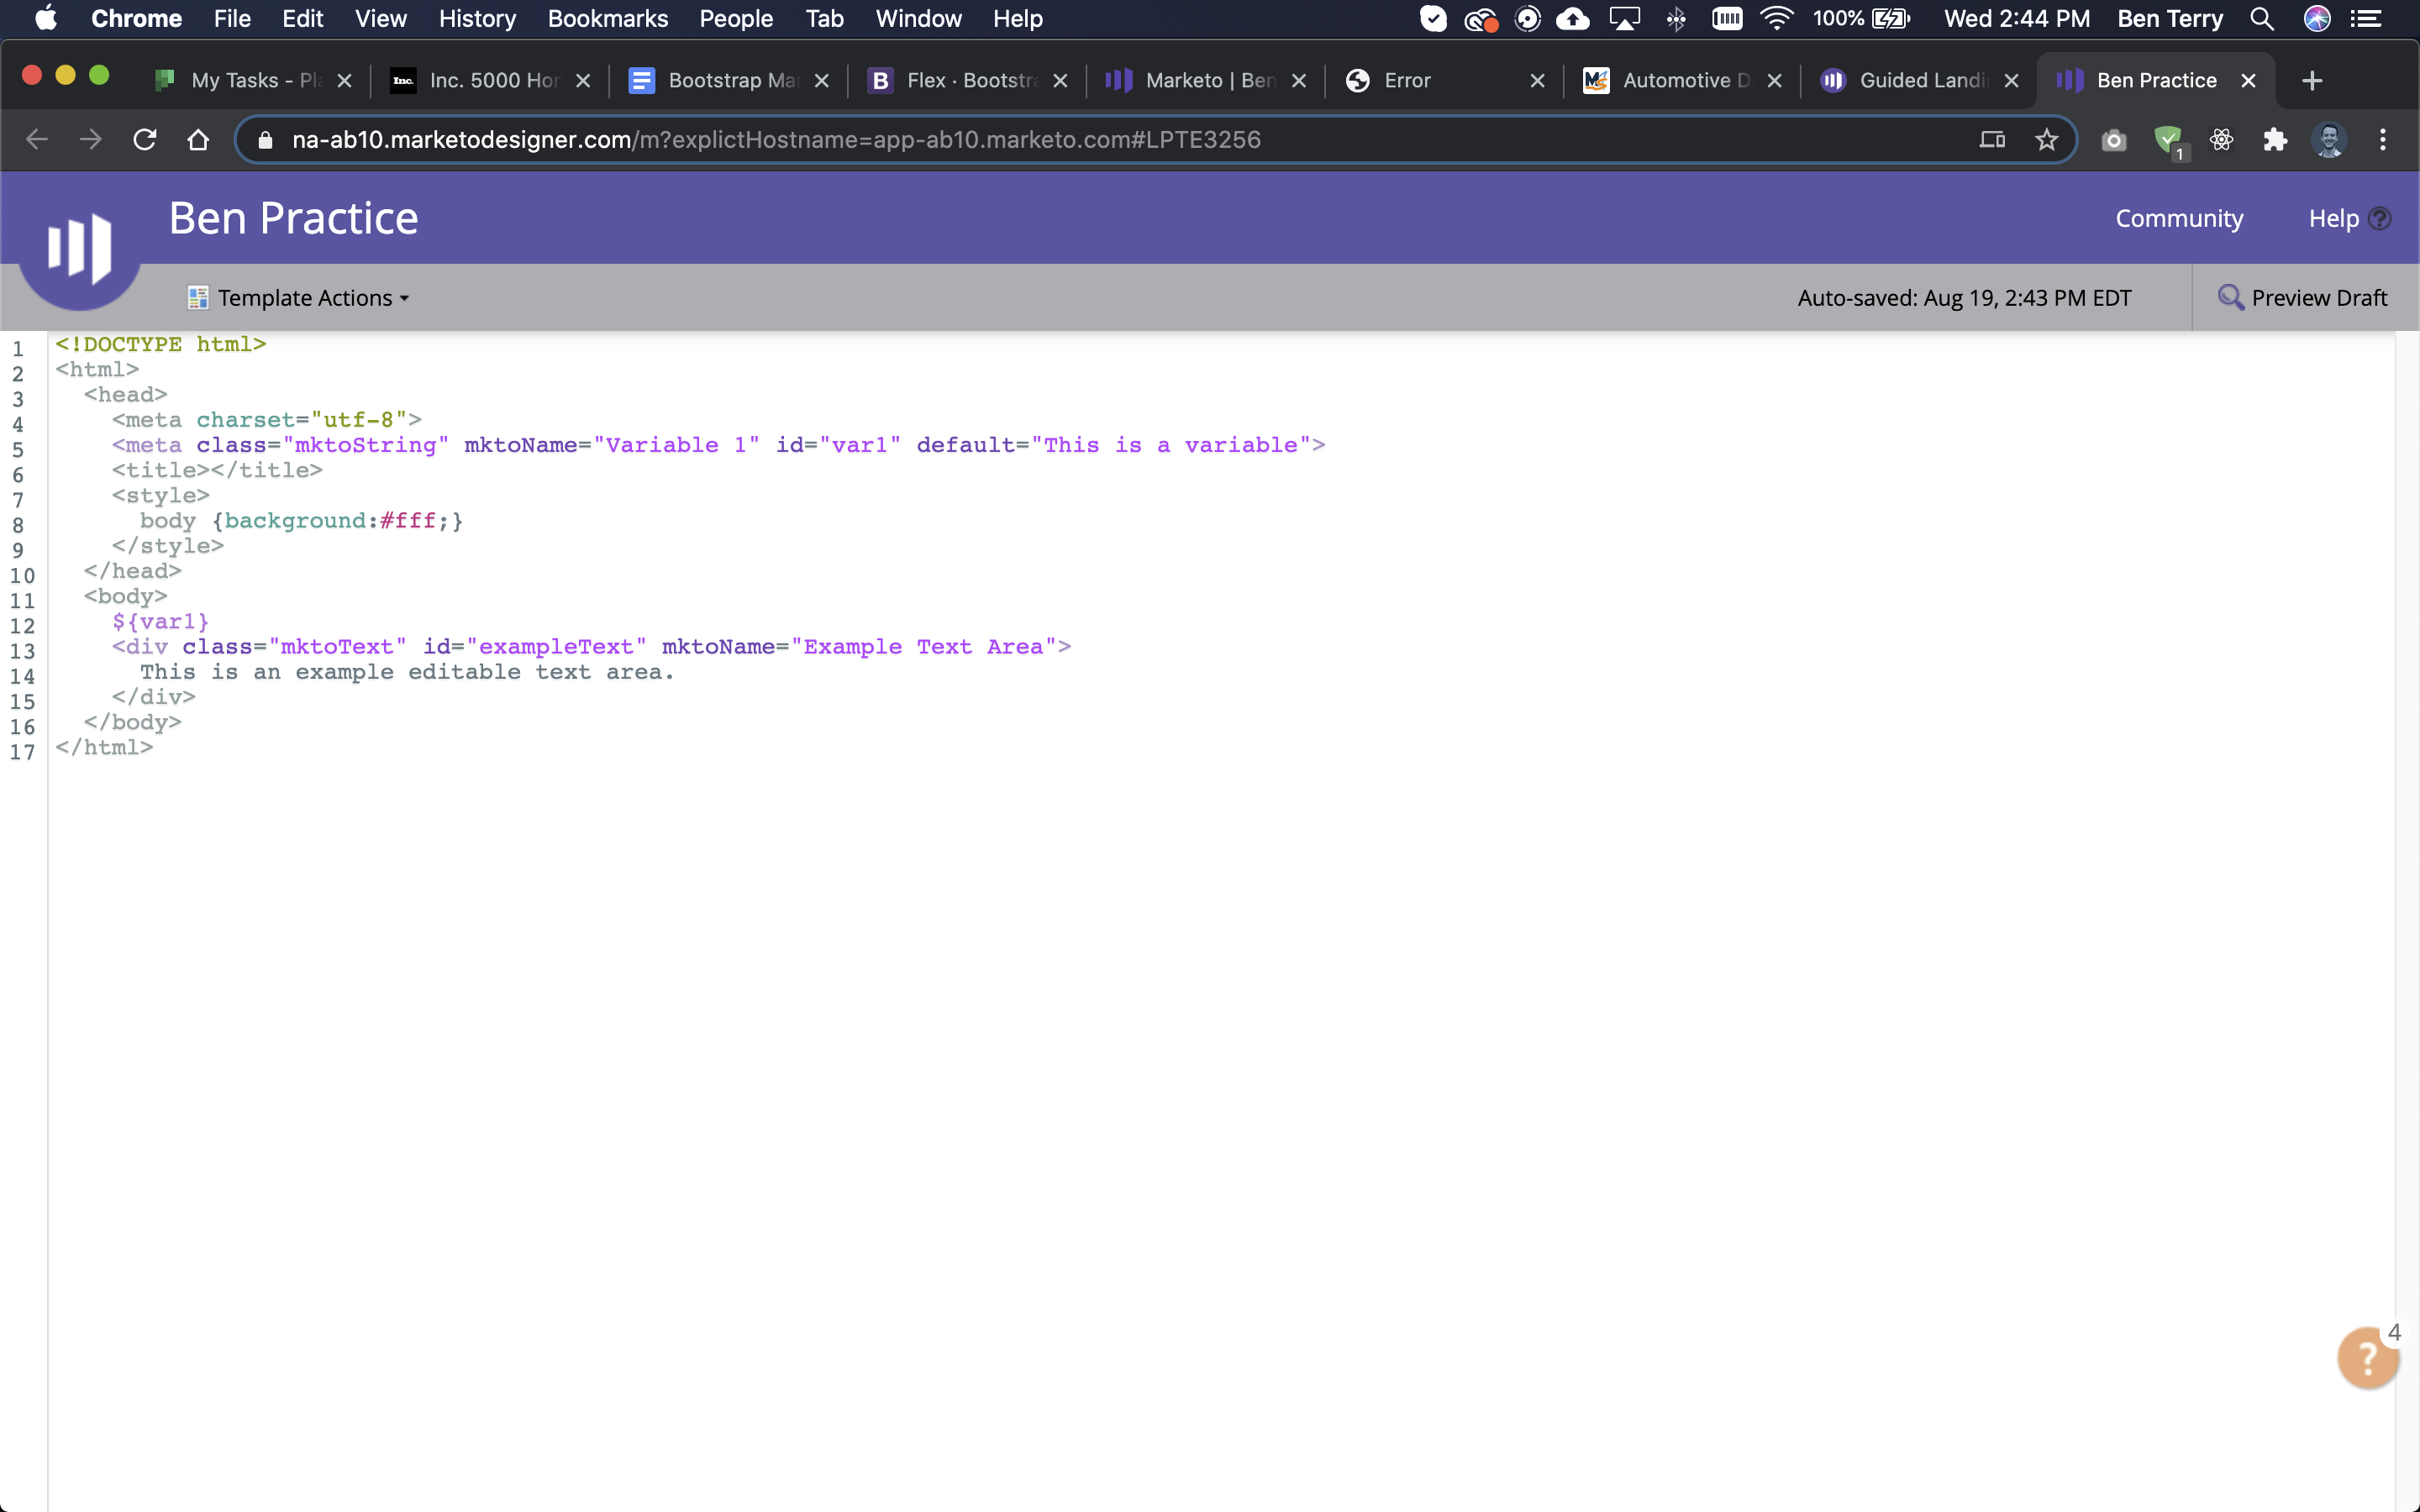 Chrome File Edit View History Bookmarks People Tab Window Help 100% Wed 2:44 PM Ben Terry
My Tasks - Pl Inc. Inc. 5000 Hor Bootstrap Ma B Flex · Bootstra Marketo | Ben Error Automotive D Guided Landi Ben Practice
na-ab10.marketodesigner.com/m?explictHostname=app-ab10.marketo.com#LPTE3256 1
Ben Practice Community Help ?
Template Actions Auto-saved: Aug 19, 2:43 PM EDT Preview Draft
1 <!DOCTYPE html>
2 <html>
3 <head>
4 <meta charset="utf-8">
5 <meta class="mktoString" mktoName="Variable 1" id="var1" default="This is a variable">
6 <title></title>
7 <style>
8 body {background:#fff;}
9 </style>
10 </head>
11 <body>
12 ${var1}
13 <div class="mktoText" id="exampleText" mktoName="Example Text Area">
14 This is an example editable text area.
15 </div>
16 </body>
17 </html>
4
?